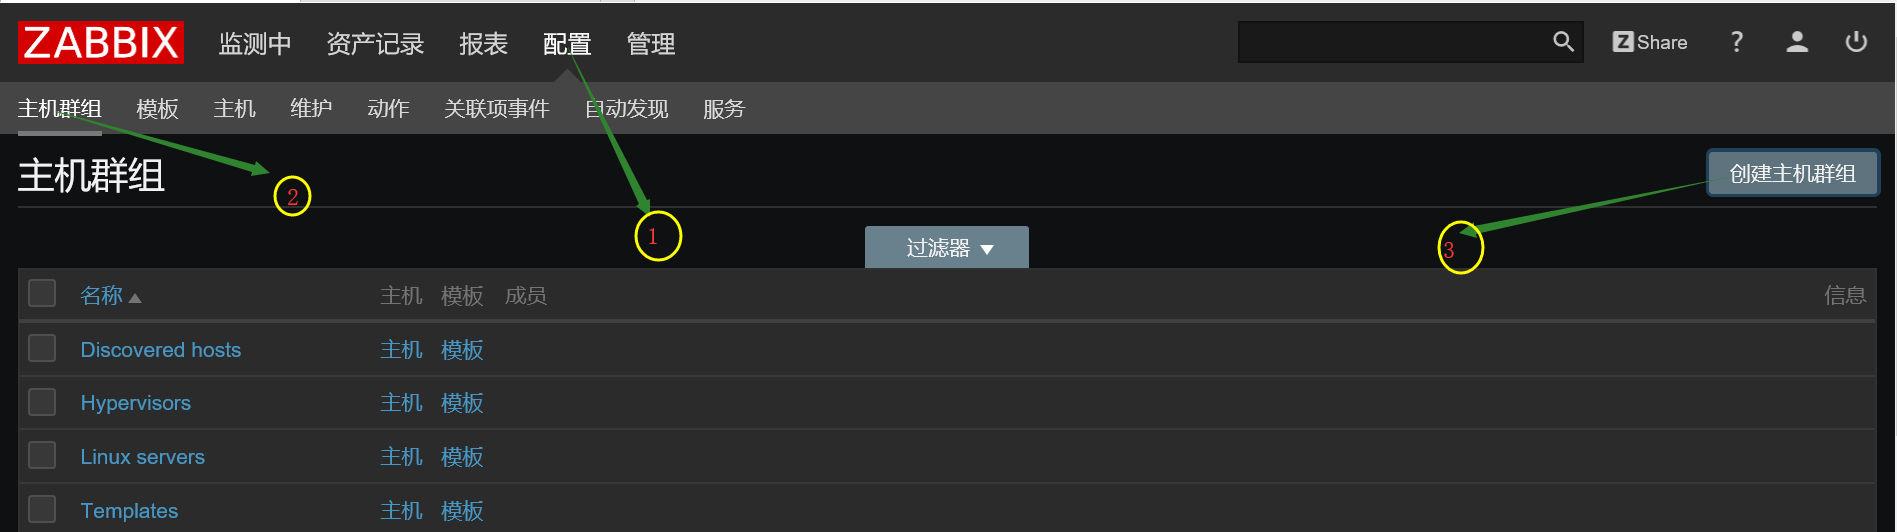 ZABBIX 监测中 资产记录 报表 配置 管理 Z Share ?
主机群组 模板 主机 维护 动作 关联项事件 自动发现 服务
主机群组 创建主机群组
2
1
3
过滤器
名称 主机 模板 成员 信息
Discovered hosts 主机 模板
Hypervisors 主机 模板
Linux servers 主机 模板
Templates 主机 模板